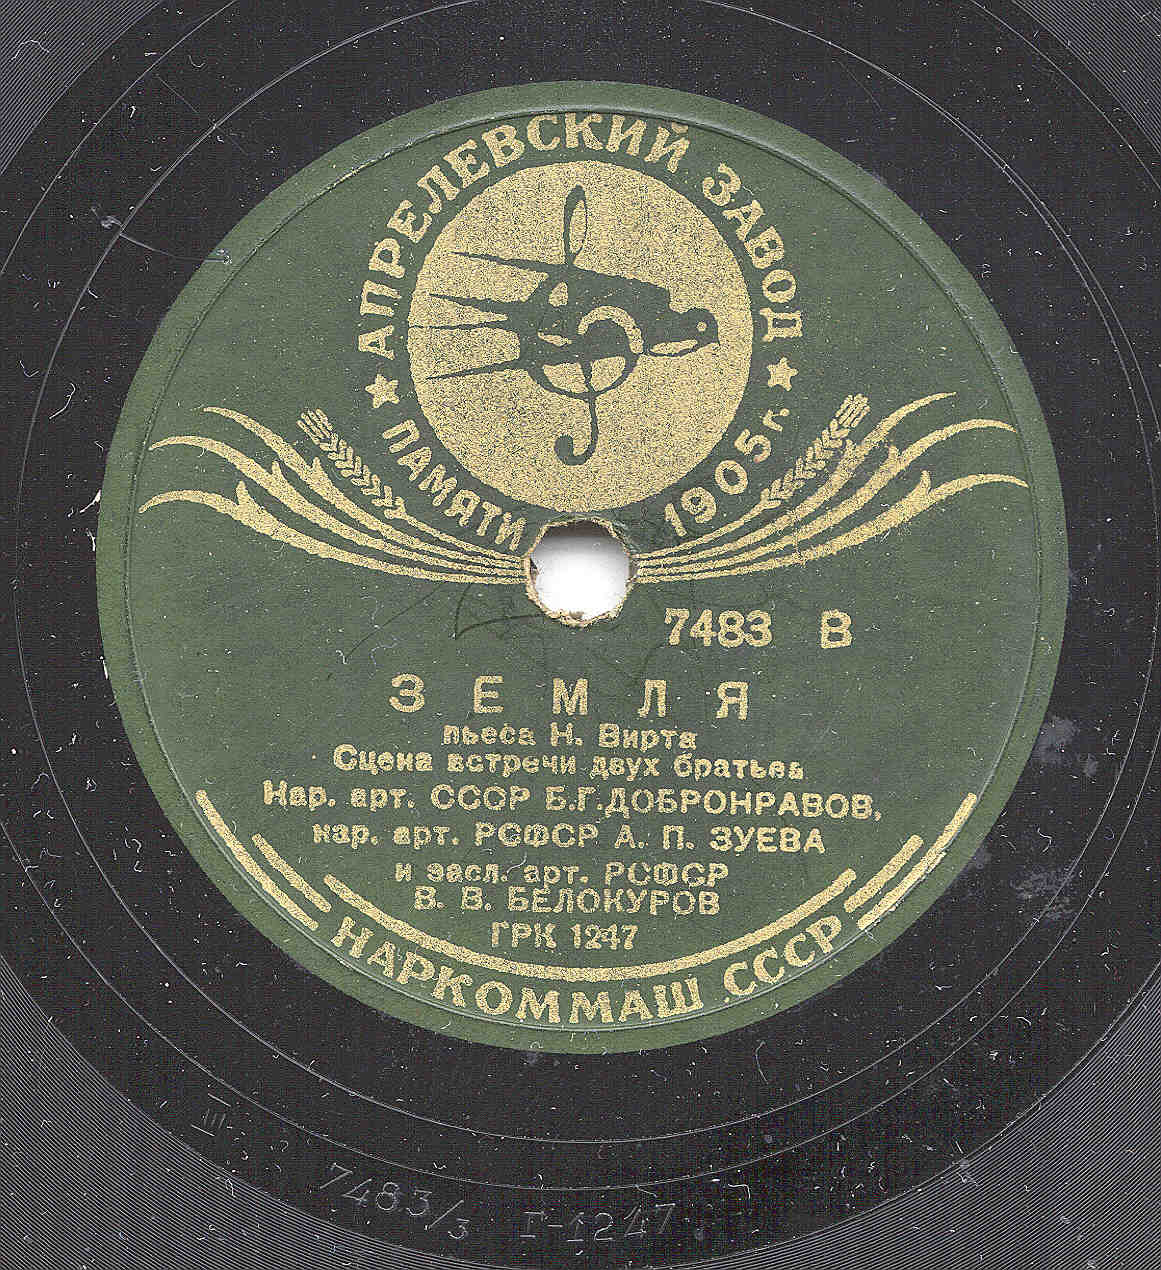 ★ АПРЕЛЕВСКИЙ ЗАВОД ★
ПАМЯТИ 1905 г.
7483 В
ЗЕМЛЯ
пьеса Н. Вирта
Сцена встречи двух братьев
Нар. арт. СССР Б.Г.ДОБРОНРАВОВ,
нар. арт. РСФСР А. П. ЗУЕВА
и засл. арт. РСФСР
В. В. БЕЛОКУРОВ
ГРК 1247
НАРКОММАШ СССР
III
7483/3 Г-1247